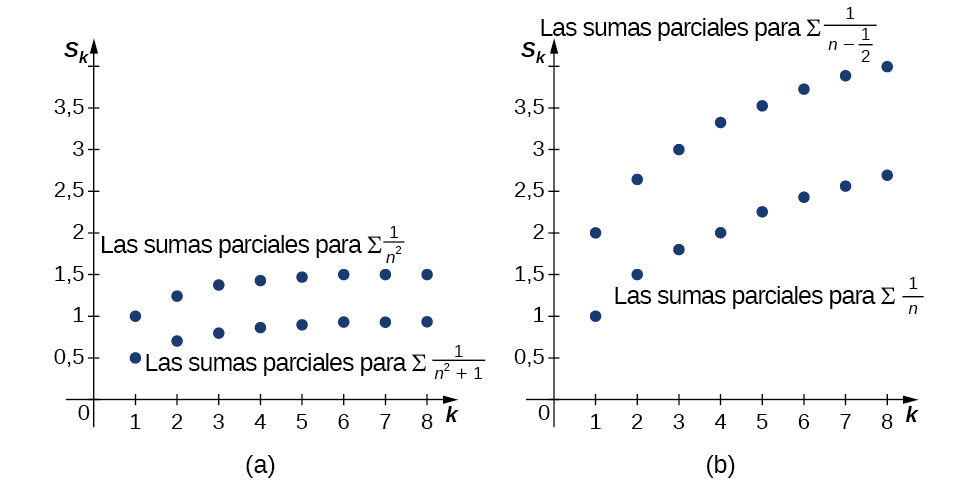 S_k
3,5
3
2,5
2
1,5
1
0,5
0
1 2 3 4 5 6 7 8 k
Las sumas parciales para Σ 1/n²
Las sumas parciales para Σ 1/(n² + 1)
(a)
Las sumas parciales para Σ 1/(n − 1/2)
S_k
3,5
3
2,5
2
1,5
1
0,5
0
1 2 3 4 5 6 7 8 k
Las sumas parciales para Σ 1/n
(b)